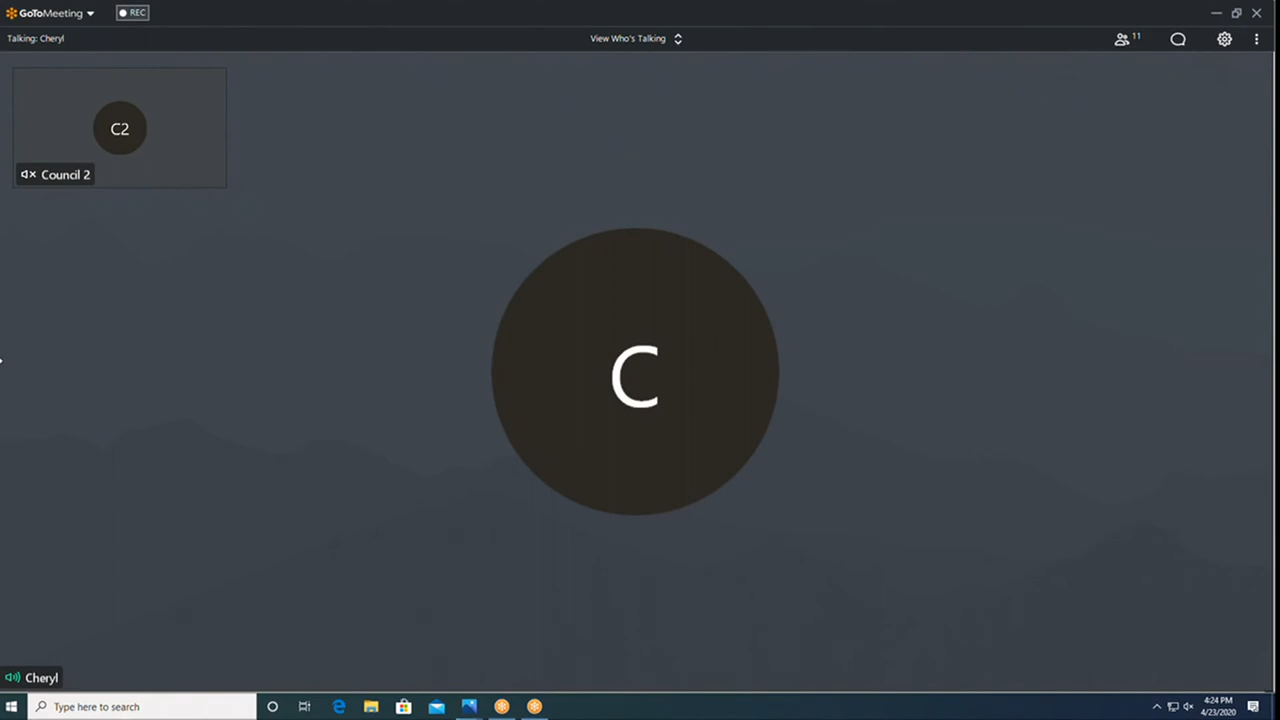 GoToMeeting
REC
Talking: Cheryl
View Who's Talking
11
C2
Council 2
C
Cheryl
Type here to search
4:24 PM
4/23/2020